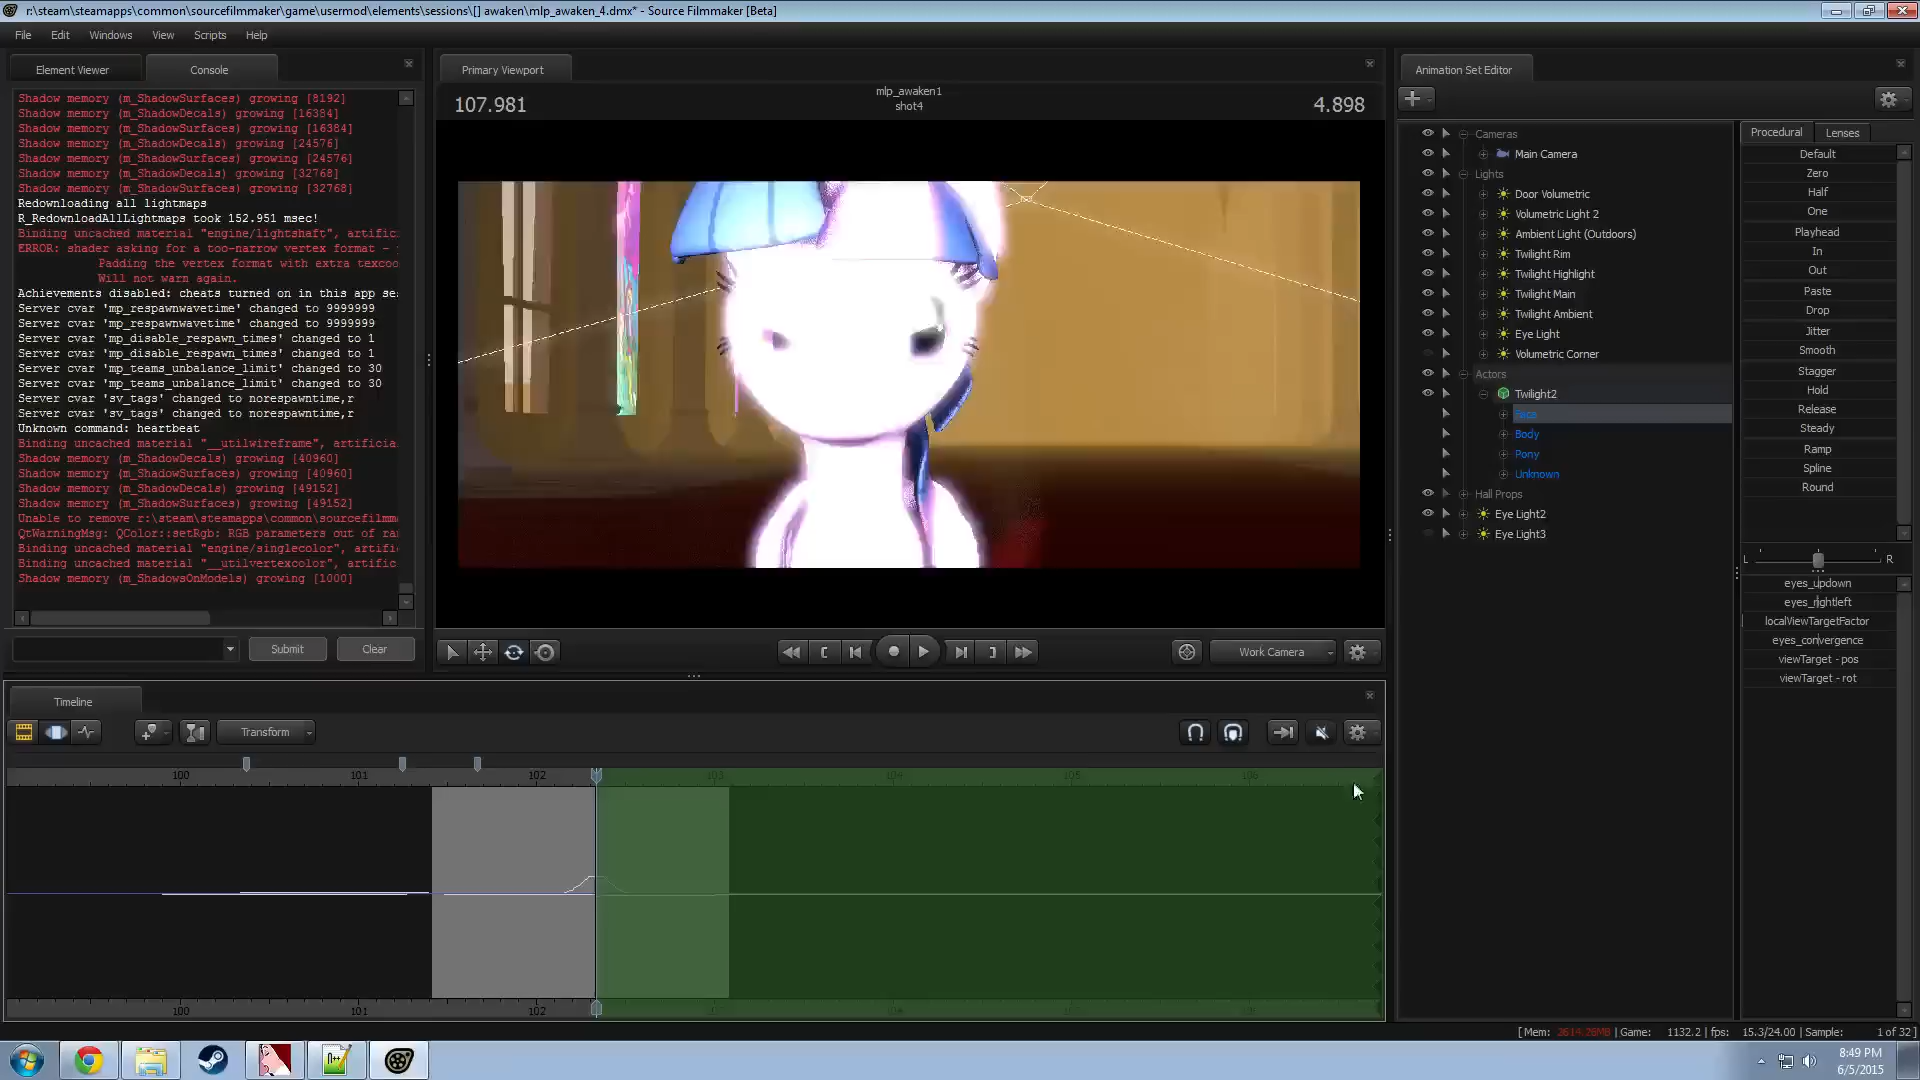 r:\steam\steamapps\common\sourcefilmmaker\game\usermod\elements\sessions\[] awaken\mlp_awaken_4.dmx* - Source Filmmaker [Beta]
File Edit Windows View Scripts Help
Element Viewer
Console
Shadow memory (m_ShadowSurfaces) growing [8192]
Shadow memory (m_ShadowDecals) growing [16384]
Shadow memory (m_ShadowSurfaces) growing [16384]
Shadow memory (m_ShadowDecals) growing [24576]
Shadow memory (m_ShadowSurfaces) growing [24576]
Shadow memory (m_ShadowDecals) growing [32768]
Shadow memory (m_ShadowSurfaces) growing [32768]
Redownloading all lightmaps
R_RedownloadAllLightmaps took 152.951 msec!
Binding uncached material "engine/lightshaft", artific
ERROR: shader asking for a too-narrow vertex format -
Padding the vertex format with extra texcoo
Will not warn again.
Achievements disabled: cheats turned on in this app se
Server cvar 'mp_respawnwavetime' changed to 9999999
Server cvar 'mp_respawnwavetime' changed to 9999999
Server cvar 'mp_disable_respawn_times' changed to 1
Server cvar 'mp_disable_respawn_times' changed to 1
Server cvar 'mp_teams_unbalance_limit' changed to 30
Server cvar 'mp_teams_unbalance_limit' changed to 30
Server cvar 'sv_tags' changed to norespawntime,r
Server cvar 'sv_tags' changed to norespawntime,r
Unknown command: heartbeat
Binding uncached material "__utilwireframe", artificia
Shadow memory (m_ShadowDecals) growing [40960]
Shadow memory (m_ShadowSurfaces) growing [40960]
Shadow memory (m_ShadowDecals) growing [49152]
Shadow memory (m_ShadowSurfaces) growing [49152]
Unable to remove r:\steam\steamapps\common\sourcefilmm
QtWarningMsg: QColor::setRgb: RGB parameters out of ra
Binding uncached material "engine/singlecolor", artifi
Binding uncached material "__utilvertexcolor", artific
Shadow memory (m_ShadowsOnModels) growing [1000]
Submit
Clear
Primary Viewport
107.981
mlp_awaken1
shot4
4.898
Work Camera
Animation Set Editor
Cameras
Main Camera
Lights
Door Volumetric
Volumetric Light 2
Ambient Light (Outdoors)
Twilight Rim
Twilight Highlight
Twilight Main
Twilight Ambient
Eye Light
Volumetric Corner
Actors
Twilight2
Face
Body
Pony
Unknown
Hall Props
Eye Light2
Eye Light3
Procedural
Lenses
Default
Zero
Half
One
Playhead
In
Out
Paste
Drop
Jitter
Smooth
Stagger
Hold
Release
Steady
Ramp
Spline
Round
L
R
eyes_updown
eyes_rightleft
localViewTargetFactor
eyes_convergence
viewTarget - pos
viewTarget - rot
Timeline
Transform
100 101 102 103 104 105 106
100 101 102
[ Mem: 2614.26MB ] Game: 1132.2 | fps: 15.3/24.00 | Sample: 1 of 32 ]
8:49 PM
6/5/2015